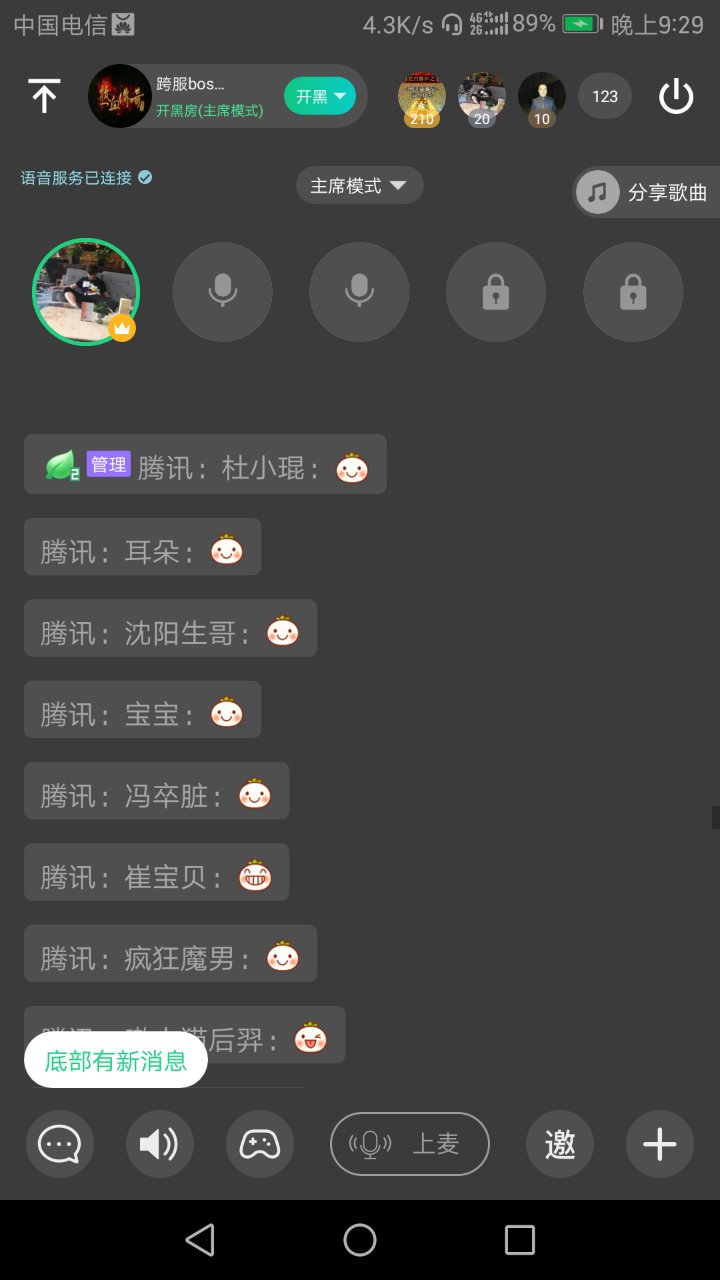 中国电信
4.3K/s
4G
2G
89%
晚上9:29
跨服bos...
开黑房(主席模式)
开黑
210
20
10
123
语音服务已连接
主席模式
分享歌曲
2 管理 腾讯：杜小琨：
腾讯：耳朵：
腾讯：沈阳生哥：
腾讯：宝宝：
腾讯：冯卒脏：
腾讯：崔宝贝：
腾讯：疯狂魔男：
后羿：
底部有新消息
上麦
邀